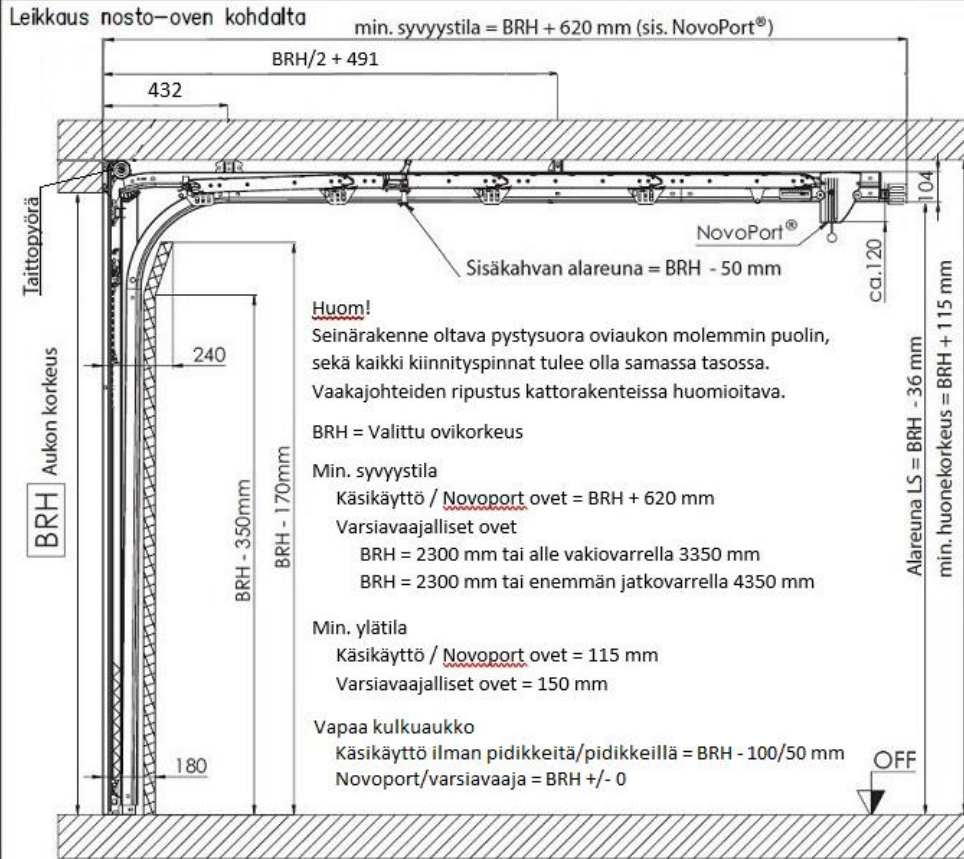 Leikkaus nosto-oven kohdalta
min. syvyystila = BRH + 620 mm (sis. NovoPort®)
BRH/2 + 491
432
Taittopyörä
104
NovoPort®
ca.120
Sisäkahvan alareuna = BRH - 50 mm
Huom!
Seinärakenne oltava pystysuora oviaukon molemmin puolin,
sekä kaikki kiinnityspinnat tulee olla samassa tasossa.
Vaakajohteiden ripustus kattorakenteissa huomioitava.
BRH = Valittu ovikorkeus
Min. syvyystila
Käsikäyttö / Novoport ovet = BRH + 620 mm
Varsiavaajalliset ovet
BRH = 2300 mm tai alle vakiovarrella 3350 mm
BRH = 2300 mm tai enemmän jatkovarrella 4350 mm
Min. ylätila
Käsikäyttö / Novoport ovet = 115 mm
Varsiavaajalliset ovet = 150 mm
Vapaa kulkuaukko
Käsikäyttö ilman pidikkeitä/pidikkeillä = BRH - 100/50 mm
Novoport/varsiavaaja = BRH +/- 0
240
180
BRH Aukon korkeus
BRH - 350mm
BRH - 170mm
Alareuna LS = BRH - 36 mm
min. huonekorkeus = BRH + 115 mm
OFF